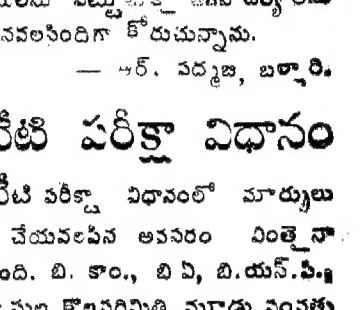 నవలసిందిగా కోరుచున్నాను.
— ఆర్. పద్మజ, బళ్ళారి.
నేటి పరీక్షా విధానం
నేటి పరీక్షా విధానంలో మార్పులు
చేయవలసిన అవసరం ఎంతైనా
ఉంది. బి. కాం., బి ఏ, బి.యస్.సి.,